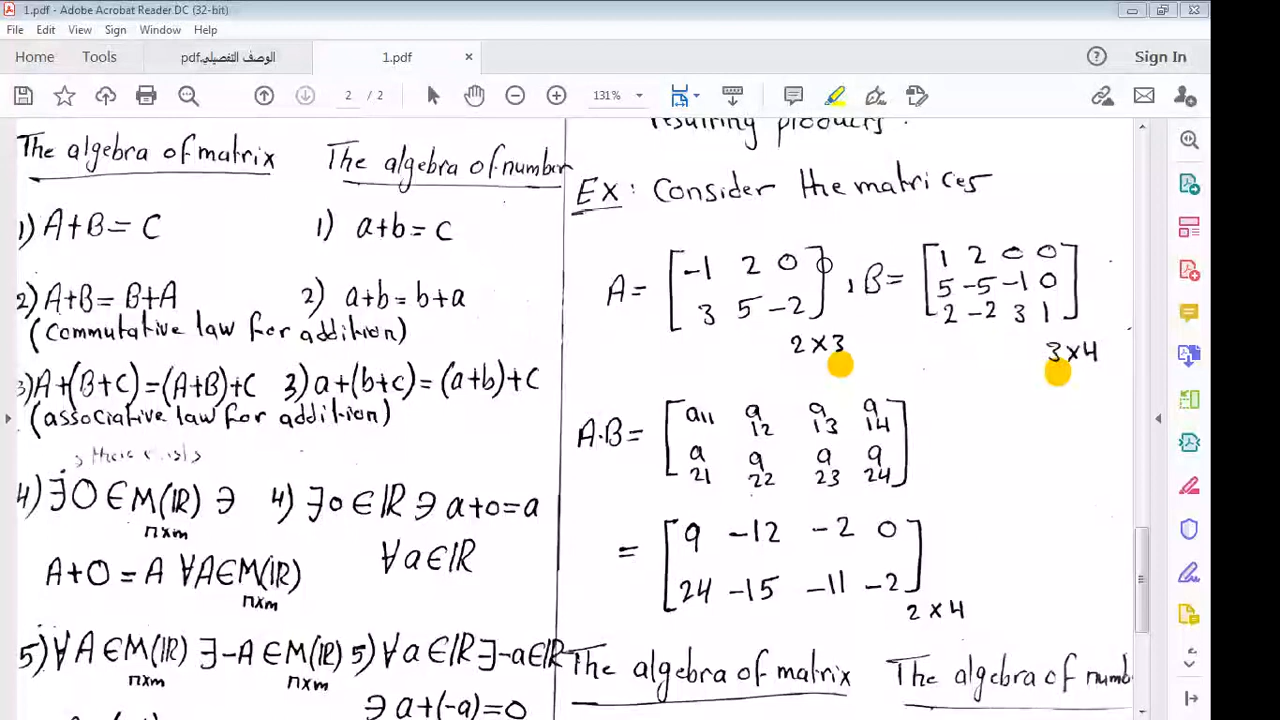 1.pdf - Adobe Acrobat Reader DC (32-bit)
File Edit View Sign Window Help
Home Tools الوصف التفصيلي.pdf 1.pdf × Sign In
2 / 2 131%
The algebra of matrix The algebra of number
1) A+B = C 1) a+b = c
2) A+B = B+A 2) a+b = b+a
(commutative law for addition)
3) A+(B+C) = (A+B)+C 3) a+(b+c) = (a+b)+c
(associative law for addition)
there exists
4) ∃ O ∈ M(IR) ∋ 4) ∃ 0 ∈ IR ∋ a+0 = a
n×m
A+O = A ∀A∈M(IR) ∀a∈IR
n×m
5) ∀A∈M(IR) ∃ -A ∈ M(IR) 5) ∀a∈IR ∃ -a∈IR
n×m n×m
∋ a+(-a)=0
resulting products.
Ex: Consider the matrices
A = [ -1 2 0 , B = [ 1 2 0 0
3 5 -2 ] 5 -5 -1 0
2 -2 3 1 ]
2×3 3×4
A·B = [ a11 a12 a13 a14
a21 a22 a23 a24 ]
= [ 9 -12 -2 0
24 -15 -11 -2 ]
2×4
The algebra of matrix The algebra of numb